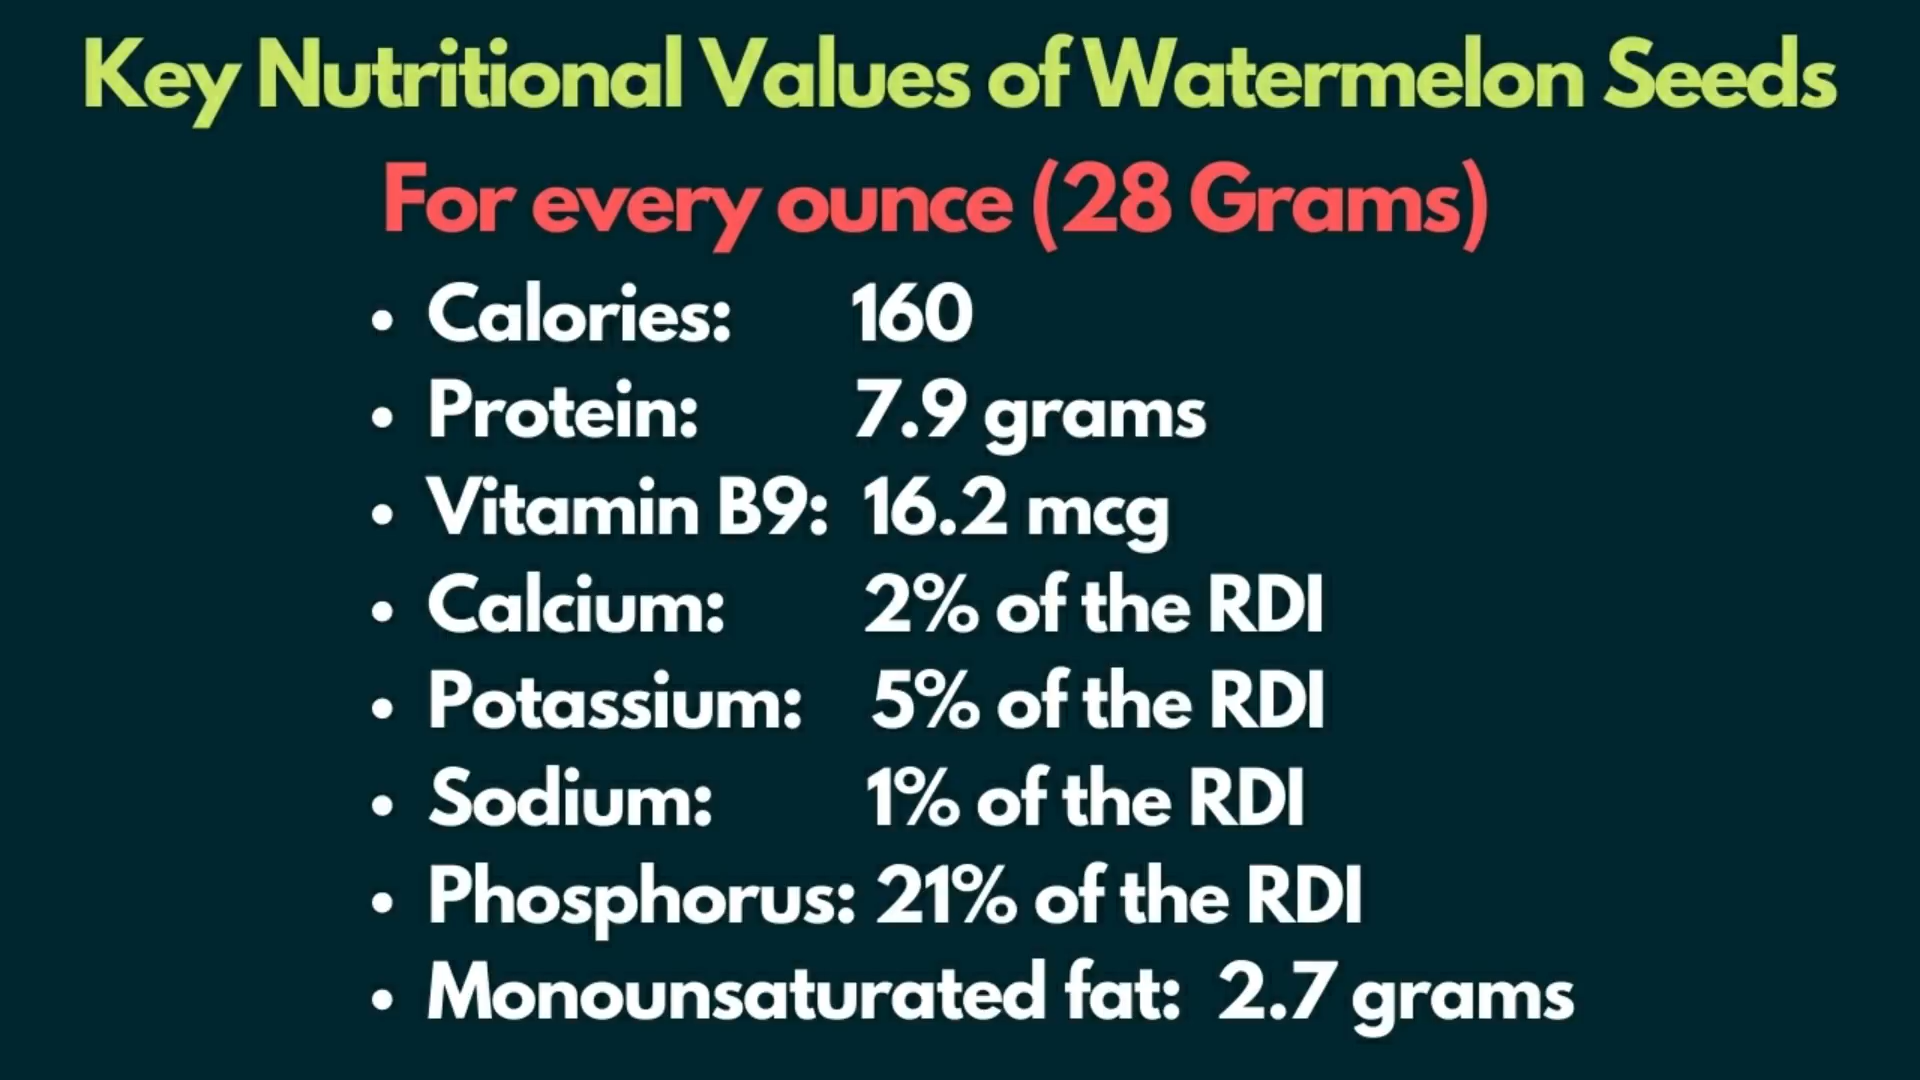 Key Nutritional Values of Watermelon Seeds
For every ounce (28 Grams)
• Calories: 160
• Protein: 7.9 grams
• Vitamin B9: 16.2 mcg
• Calcium: 2% of the RDI
• Potassium: 5% of the RDI
• Sodium: 1% of the RDI
• Phosphorus: 21% of the RDI
• Monounsaturated fat: 2.7 grams